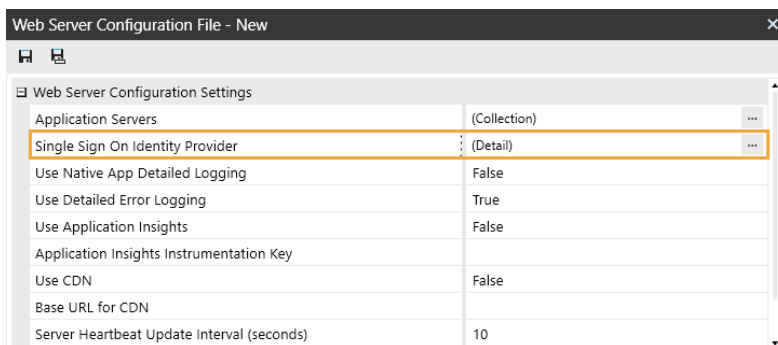 Web Server Configuration File - New
Web Server Configuration Settings
Application Servers (Collection) ...
Single Sign On Identity Provider (Detail) ...
Use Native App Detailed Logging False
Use Detailed Error Logging True
Use Application Insights False
Application Insights Instrumentation Key
Use CDN False
Base URL for CDN
Server Heartbeat Update Interval (seconds) 10